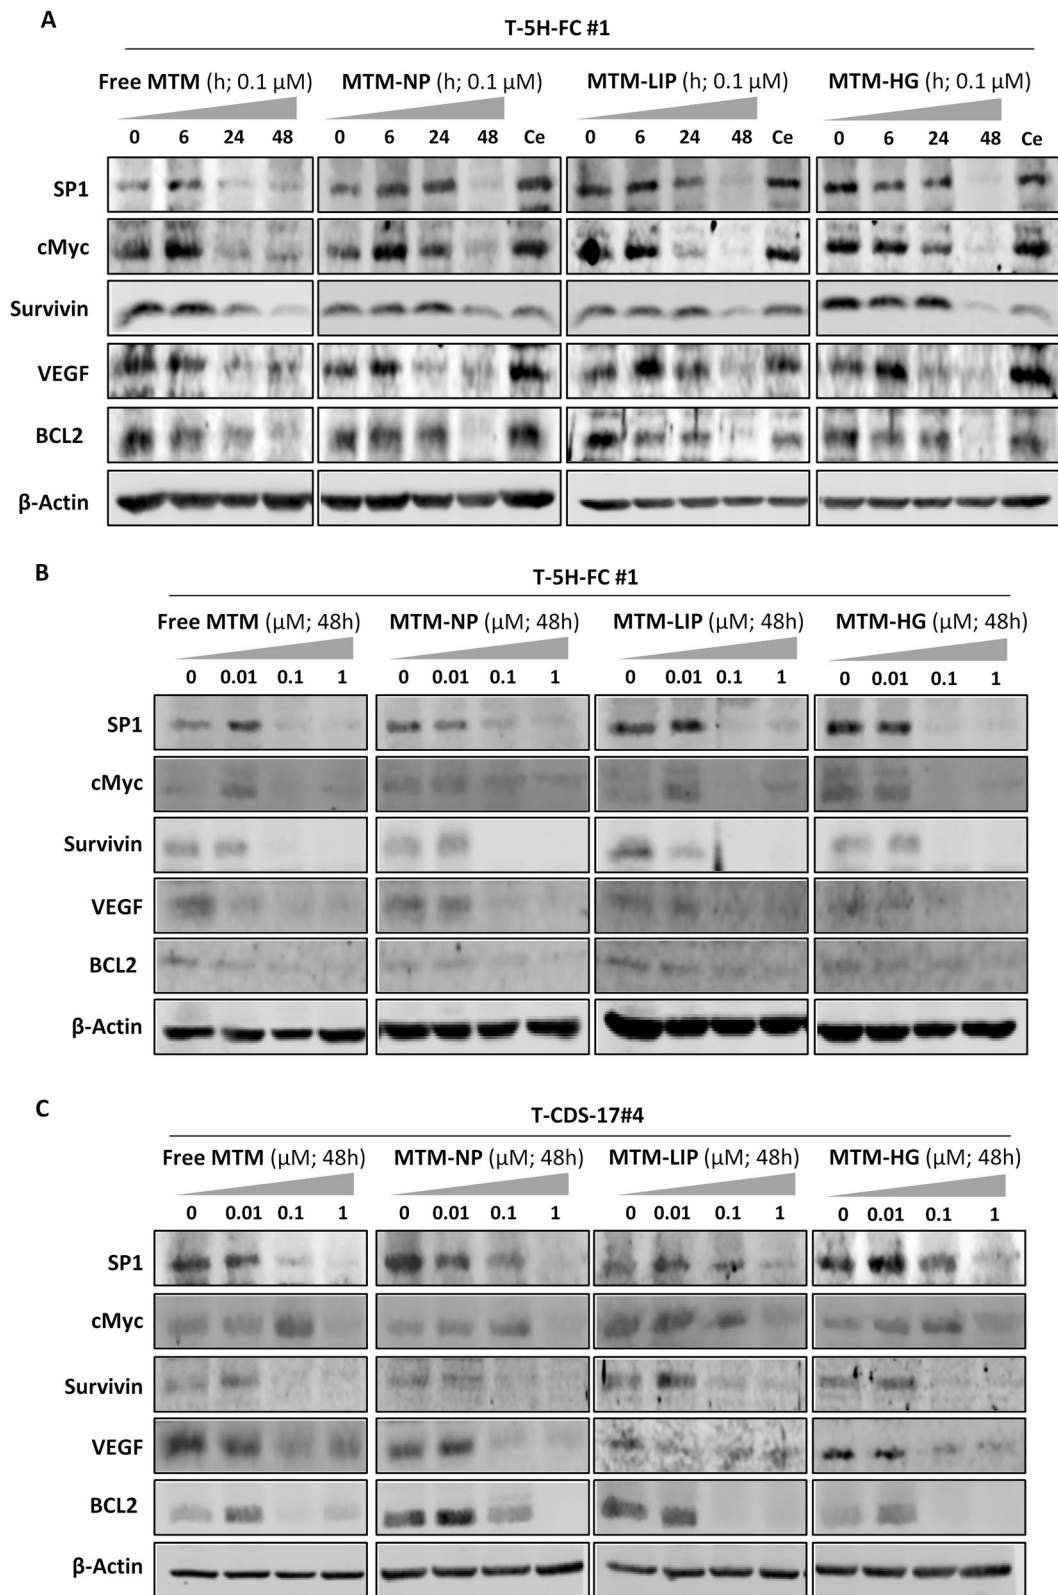 A
T-5H-FC #1
Free MTM (h; 0.1 µM) MTM-NP (h; 0.1 µM) MTM-LIP (h; 0.1 µM) MTM-HG (h; 0.1 µM)
0 6 24 48 0 6 24 48 Ce 0 6 24 48 Ce 0 6 24 48 Ce
SP1
cMyc
Survivin
VEGF
BCL2
β-Actin
B
T-5H-FC #1
Free MTM (µM; 48h) MTM-NP (µM; 48h) MTM-LIP (µM; 48h) MTM-HG (µM; 48h)
0 0.01 0.1 1 0 0.01 0.1 1 0 0.01 0.1 1 0 0.01 0.1 1
SP1
cMyc
Survivin
VEGF
BCL2
β-Actin
C
T-CDS-17#4
Free MTM (µM; 48h) MTM-NP (µM; 48h) MTM-LIP (µM; 48h) MTM-HG (µM; 48h)
0 0.01 0.1 1 0 0.01 0.1 1 0 0.01 0.1 1 0 0.01 0.1 1
SP1
cMyc
Survivin
VEGF
BCL2
β-Actin